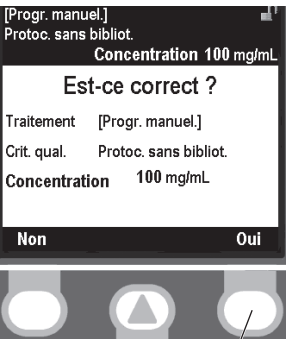 [Progr. manuel.]
Protoc. sans bibliot.
Concentration 100 mg/mL
Est-ce correct ?
Traitement [Progr. manuel.]
Crit. qual. Protoc. sans bibliot.
Concentration 100 mg/mL
Non Oui